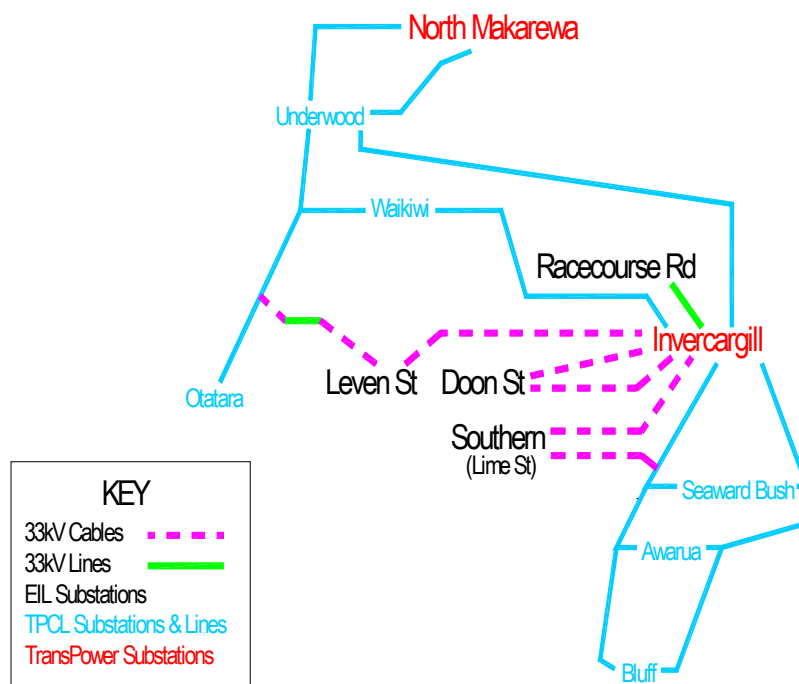 North Makarewa
Underwood
Waikiwi
Racecourse Rd
Invercargill
Leven St
Doon St
Otatara
Southern
(Lime St)
Seaward Bush
Awarua
Bluff
KEY
33kV Cables
33kV Lines
EIL Substations
TPCL Substations & Lines
TransPower Substations